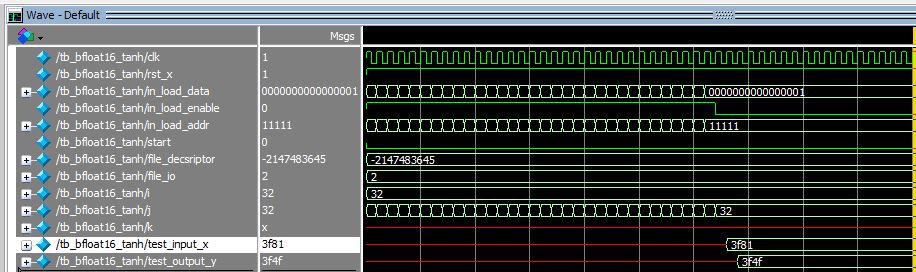 Wave - Default
Msgs
/tb_bfloat16_tanh/clk 1
/tb_bfloat16_tanh/rst_x 1
/tb_bfloat16_tanh/in_load_data 0000000000000001 0000000000000001
/tb_bfloat16_tanh/in_load_enable 0
/tb_bfloat16_tanh/in_load_addr 11111 11111
/tb_bfloat16_tanh/start 0
/tb_bfloat16_tanh/file_decsriptor -2147483645 -2147483645
/tb_bfloat16_tanh/file_io 2 2
/tb_bfloat16_tanh/i 32 32
/tb_bfloat16_tanh/j 32 32
/tb_bfloat16_tanh/k x
/tb_bfloat16_tanh/test_input_x 3f81 3f81
/tb_bfloat16_tanh/test_output_y 3f4f 3f4f